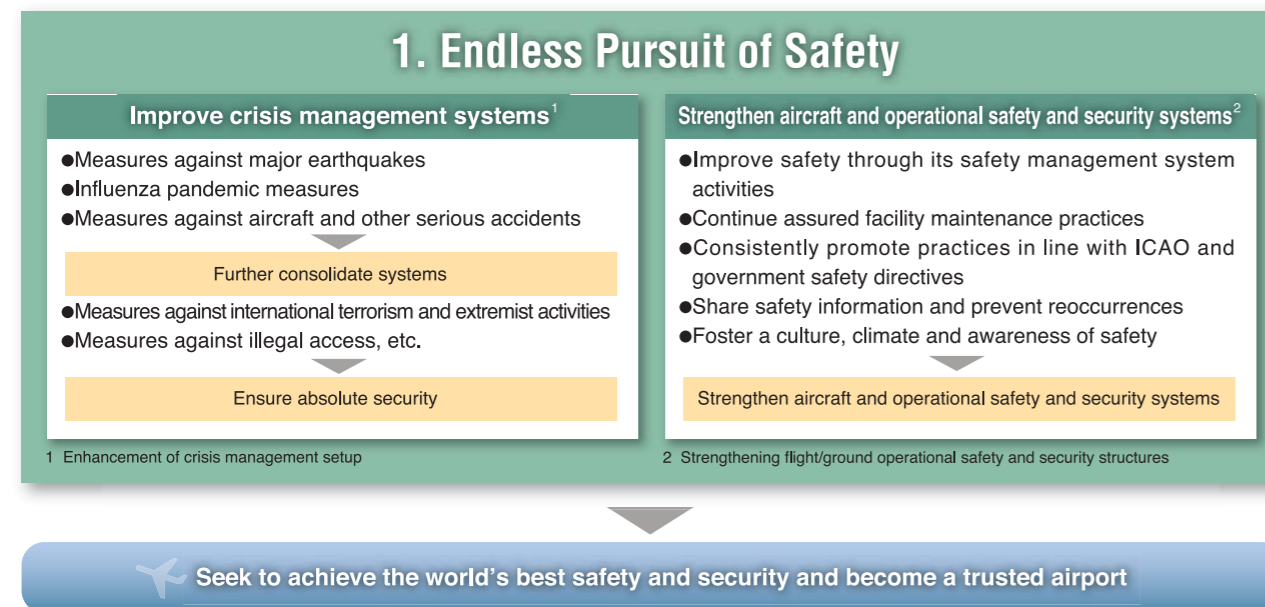 1. Endless Pursuit of Safety
Improve crisis management systems1
●Measures against major earthquakes
●Influenza pandemic measures
●Measures against aircraft and other serious accidents
Further consolidate systems
●Measures against international terrorism and extremist activities
●Measures against illegal access, etc.
Ensure absolute security
1 Enhancement of crisis management setup
Strengthen aircraft and operational safety and security systems2
●Improve safety through its safety management system
activities
●Continue assured facility maintenance practices
●Consistently promote practices in line with ICAO and
government safety directives
●Share safety information and prevent reoccurrences
●Foster a culture, climate and awareness of safety
Strengthen aircraft and operational safety and security systems
2 Strengthening flight/ground operational safety and security structures
Seek to achieve the world's best safety and security and become a trusted airport